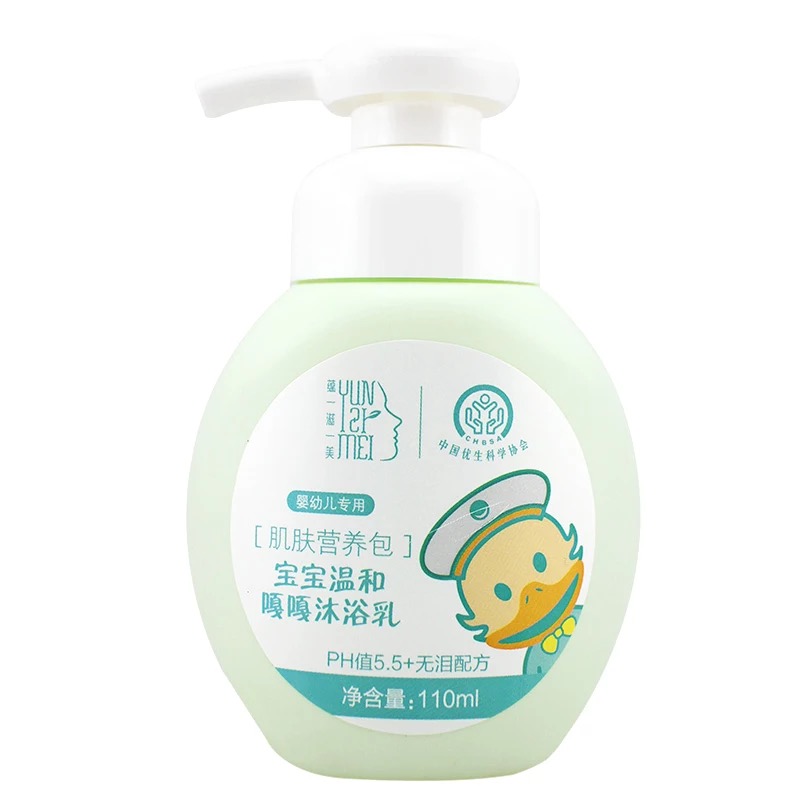 蕴一滋一美
YUN
ZI
MEI
CHBSA
中国优生科学协会
婴幼儿专用
[肌肤营养包]
宝宝温和
嘎嘎沐浴乳
PH值5.5+无泪配方
净含量:110ml